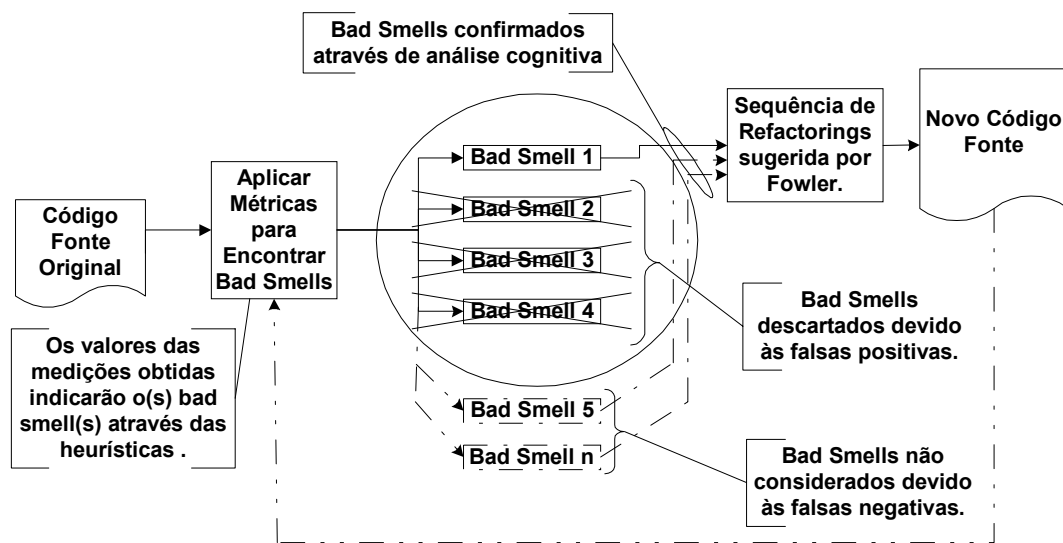 Bad Smells confirmados
através de análise cognitiva
Sequência de
Refactorings
sugerida por
Fowler.
Novo Código
Fonte
Código
Fonte
Original
Aplicar
Métricas
para
Encontrar
Bad Smells
Bad Smell 1
Bad Smell 2
Bad Smell 3
Bad Smell 4
Bad Smell 5
Bad Smell n
Bad Smells
descartados devido
às falsas positivas.
Os valores das
medições obtidas
indicarão o(s) bad
smell(s) através das
heurísticas .
Bad Smells não
considerados devido
às falsas negativas.